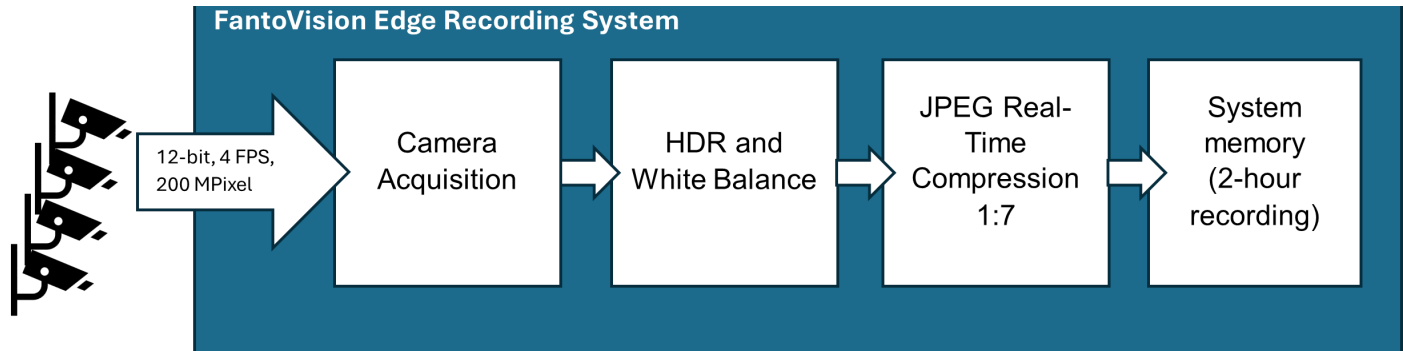 FantoVision Edge Recording System
12-bit, 4 FPS,
200 MPixel
Camera
Acquisition
HDR and
White Balance
JPEG Real-
Time
Compression
1:7
System
memory
(2-hour
recording)